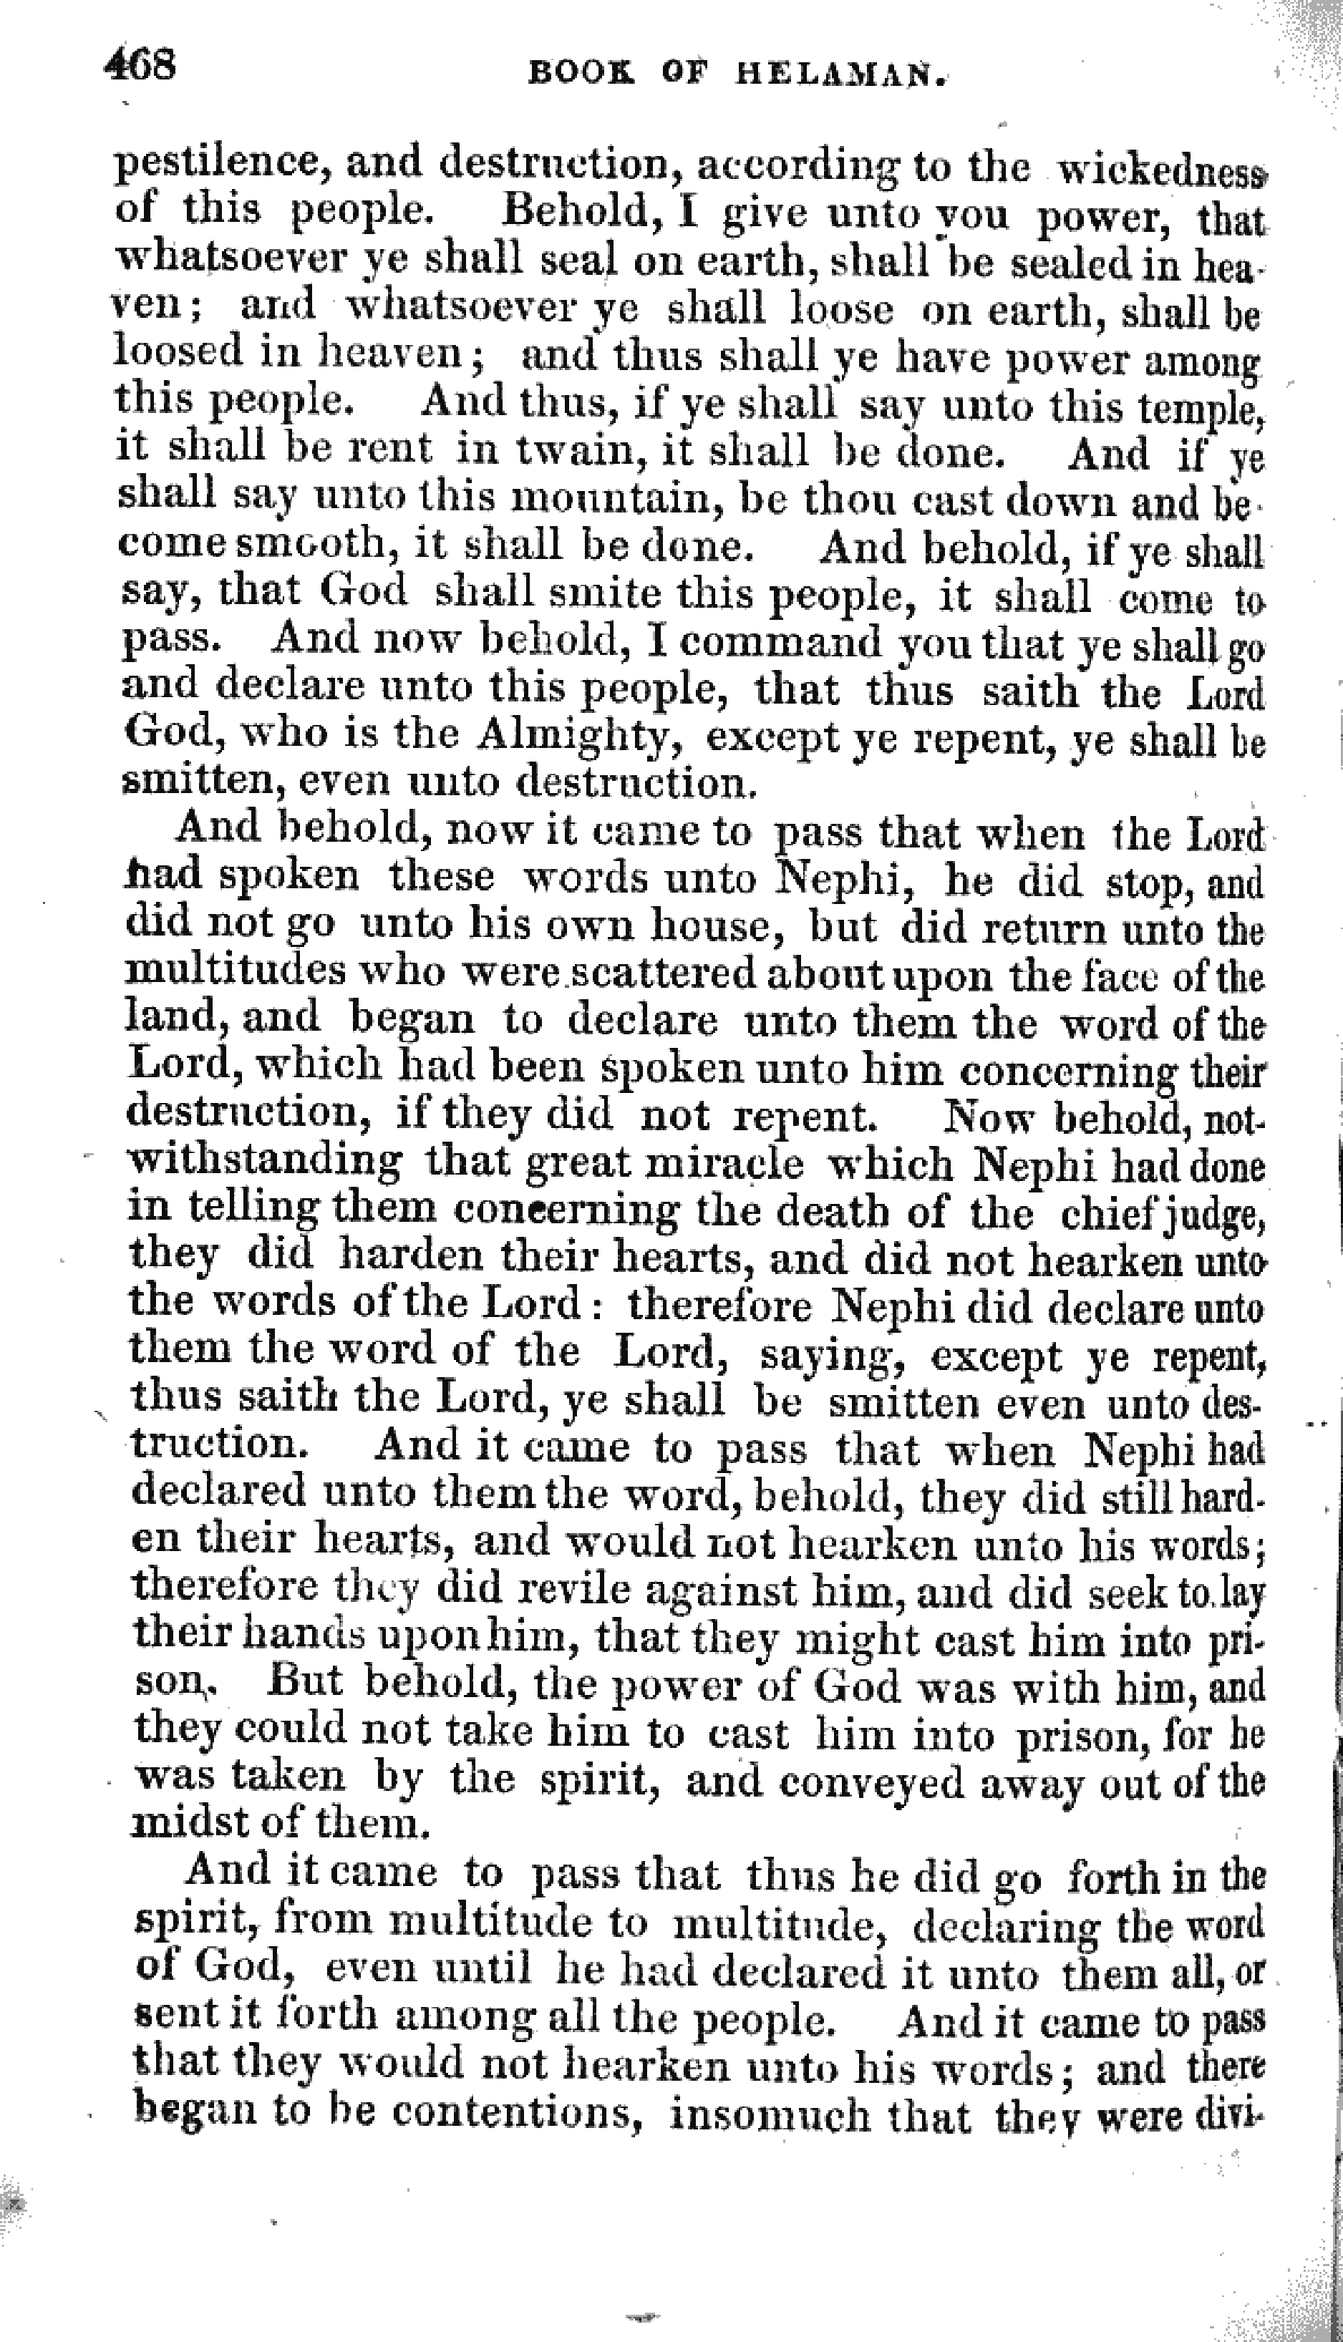 468 BOOK OF HELAMAN.
pestilence, and destruction, according to the wickedness
of this people. Behold, I give unto you power, that
whatsoever ye shall seal on earth, shall be sealed in hea-
ven; and whatsoever ye shall loose on earth, shall be
loosed in heaven; and thus shall ye have power among
this people. And thus, if ye shall say unto this temple,
it shall be rent in twain, it shall be done. And if ye
shall say unto this mountain, be thou cast down and be-
come smooth, it shall be done. And behold, if ye shall
say, that God shall smite this people, it shall come to
pass. And now behold, I command you that ye shall go
and declare unto this people, that thus saith the Lord
God, who is the Almighty, except ye repent, ye shall be
smitten, even unto destruction.
And behold, now it came to pass that when the Lord
had spoken these words unto Nephi, he did stop, and
did not go unto his own house, but did return unto the
multitudes who were scattered about upon the face of the
land, and began to declare unto them the word of the
Lord, which had been spoken unto him concerning their
destruction, if they did not repent. Now behold, not-
withstanding that great miracle which Nephi had done
in telling them concerning the death of the chief judge,
they did harden their hearts, and did not hearken unto
the words of the Lord: therefore Nephi did declare unto
them the word of the Lord, saying, except ye repent,
thus saith the Lord, ye shall be smitten even unto des-
truction. And it came to pass that when Nephi had
declared unto them the word, behold, they did still hard-
en their hearts, and would not hearken unto his words;
therefore they did revile against him, and did seek to lay
their hands upon him, that they might cast him into pri-
son. But behold, the power of God was with him, and
they could not take him to cast him into prison, for he
was taken by the spirit, and conveyed away out of the
midst of them.
And it came to pass that thus he did go forth in the
spirit, from multitude to multitude, declaring the word
of God, even until he had declared it unto them all, or
sent it forth among all the people. And it came to pass
that they would not hearken unto his words; and there
began to be contentions, insomuch that they were divi-